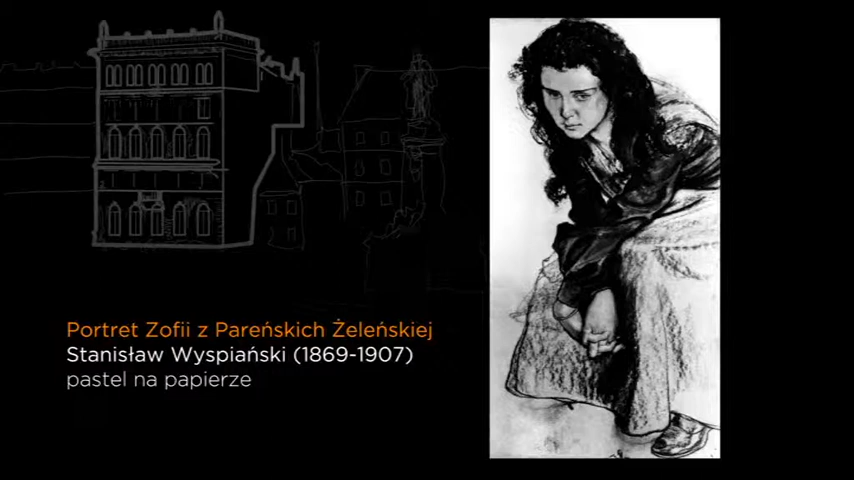 Portret Zofii z Pareńskich Żeleńskiej
Stanisław Wyspiański (1869-1907)
pastel na papierze